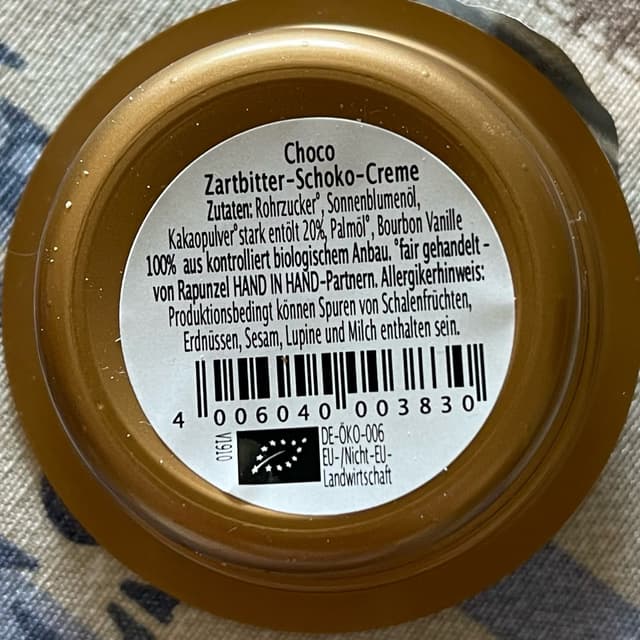 Choco
Zartbitter-Schoko-Creme
Zutaten: Rohrzucker°, Sonnenblumenöl,
Kakaopulver° stark entölt 20%, Palmöl°, Bourbon Vanille
100% aus kontrolliert biologischem Anbau. °fair gehandelt -
von Rapunzel HAND IN HAND-Partnern. Allergikerhinweis:
Produktionsbedingt können Spuren von Schalenfrüchten,
Erdnüssen, Sesam, Lupine und Milch enthalten sein.
4 006040 003830
V3910
DE-ÖKO-006
EU-/Nicht-EU-
Landwirtschaft